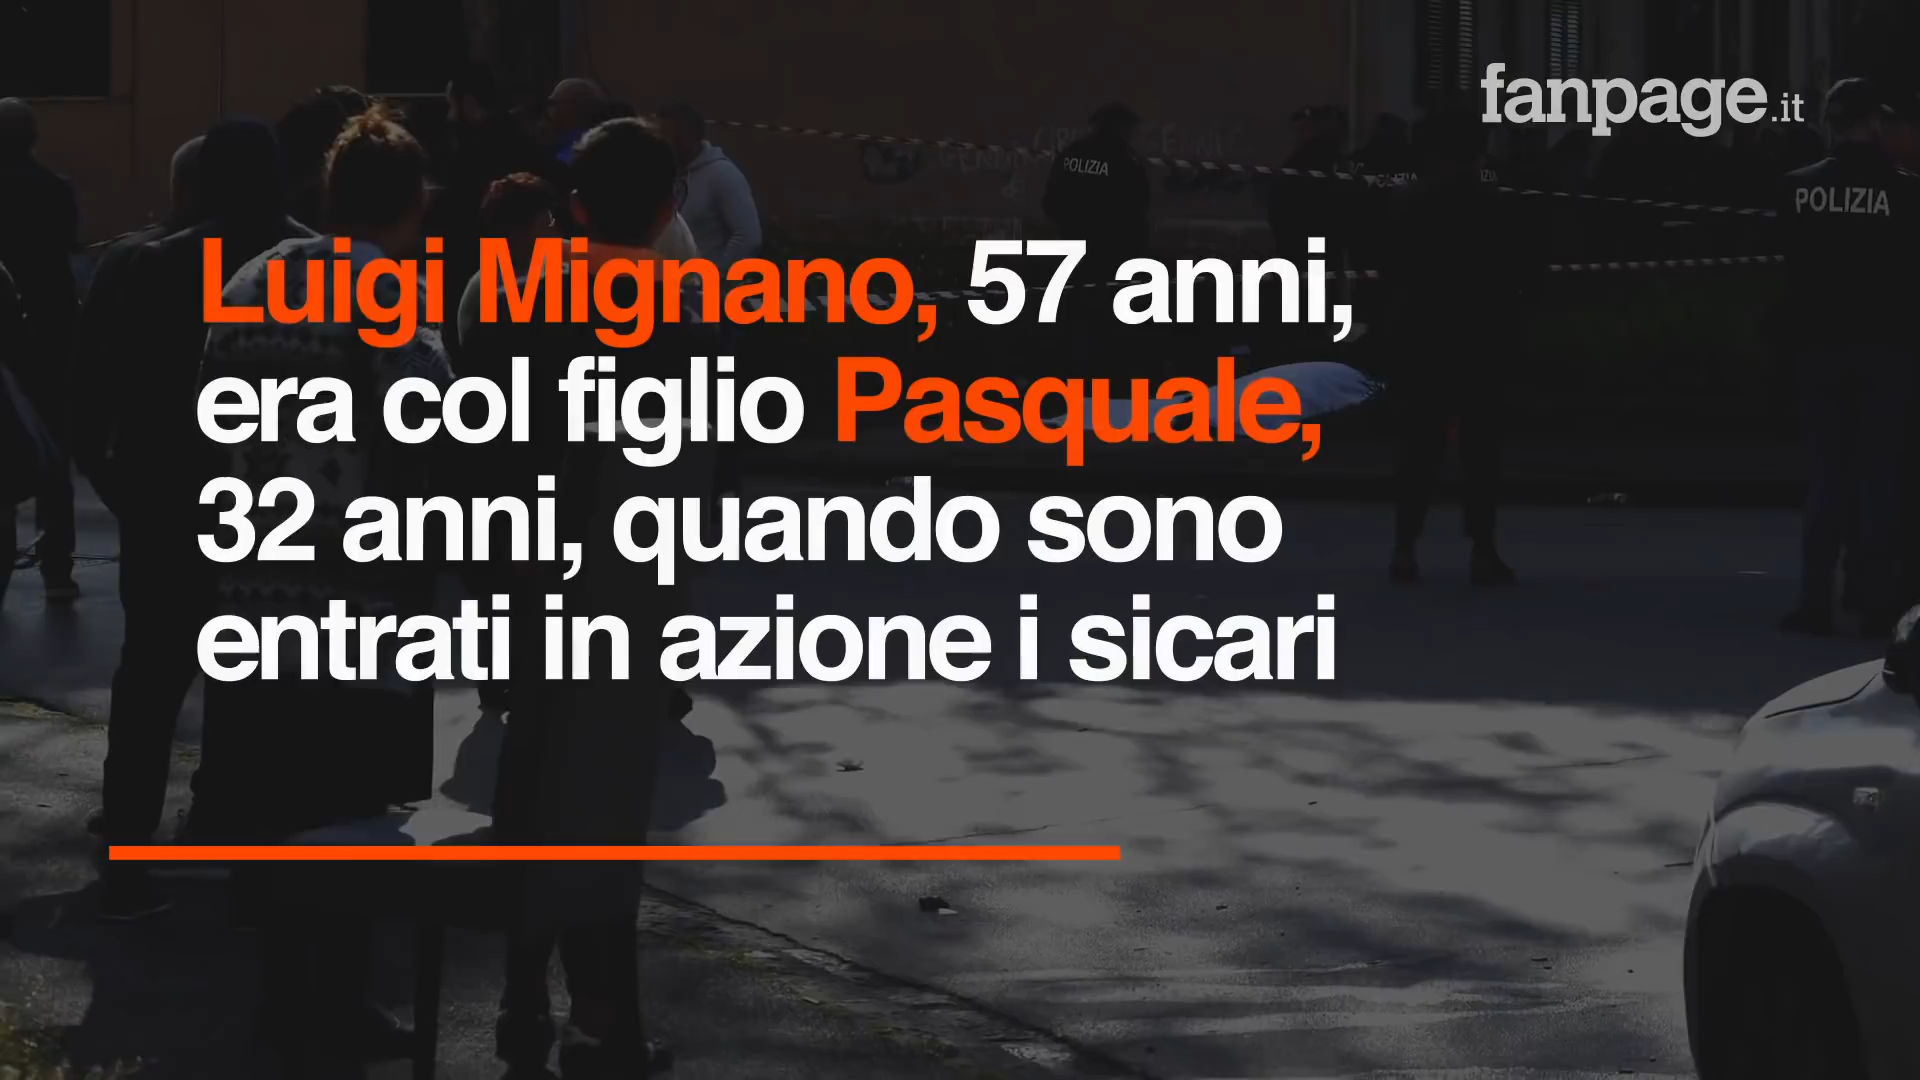 fanpage.it
POLIZIA
POLIZIA
Luigi Mignano, 57 anni,
era col figlio Pasquale,
32 anni, quando sono
entrati in azione i sicari